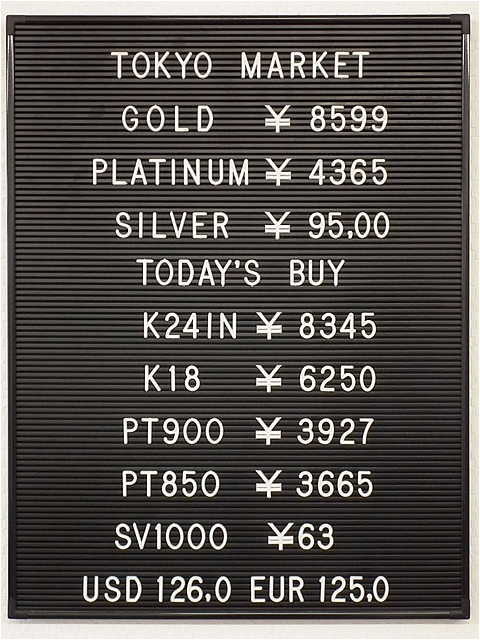 TOKYO MARKET
GOLD ¥ 8599
PLATINUM ¥ 4365
SILVER ¥ 95,00
TODAY'S BUY
K24IN ¥ 8345
K18 ¥ 6250
PT900 ¥ 3927
PT850 ¥ 3665
SV1000 ¥63
USD 126,0 EUR 125,0